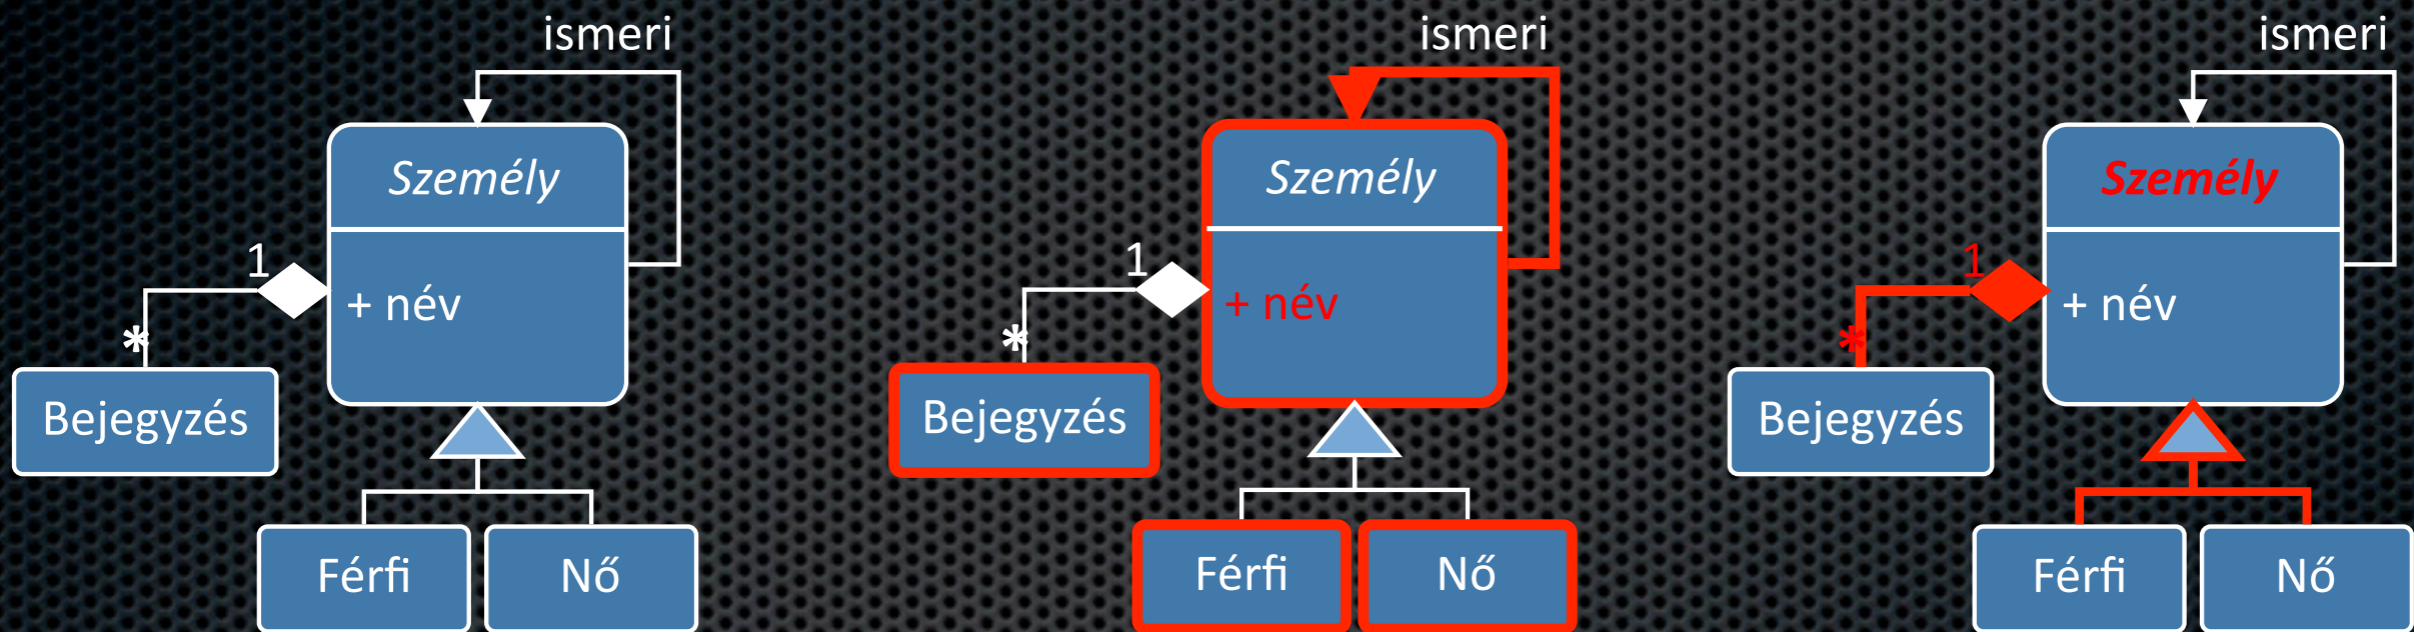 ismeri
Személy
1
+ név
*
Bejegyzés
Férfi
Nő
ismeri
Személy
1
+ név
*
Bejegyzés
Férfi
Nő
ismeri
Személy
1
+ név
*
Bejegyzés
Férfi
Nő